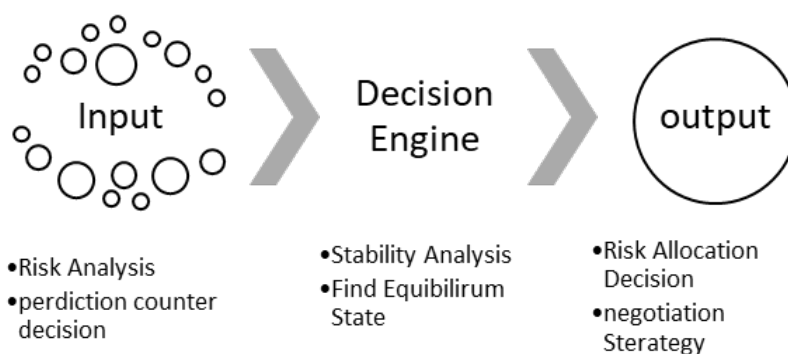 Input
Decision
Engine
output
•Risk Analysis
•perdiction counter
decision
•Stability Analysis
•Find Equibilirum
State
•Risk Allocation
Decision
•negotiation
Sterategy